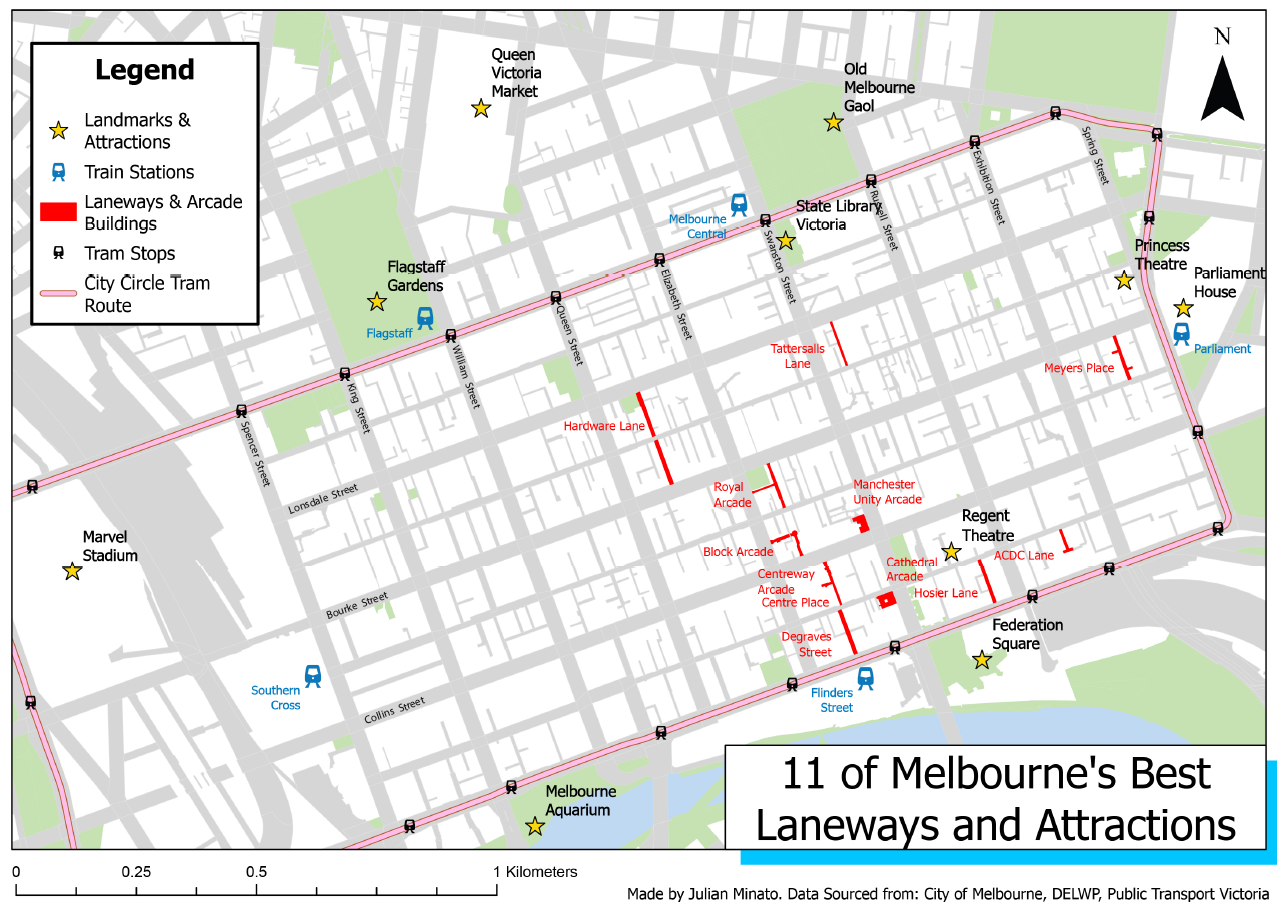 Legend
Landmarks &
Attractions
Train Stations
Laneways & Arcade
Buildings
Tram Stops
City Circle Tram
Route
N
Queen
Victoria
Market
Old
Melbourne
Gaol
Spring Street
Exhibition Street
Russell Street
Melbourne
Central
State Library
Victoria
Swanston Street
Princess
Theatre
Parliament
House
Parliament
Flagstaff
Gardens
Flagstaff
Elizabeth Street
Queen Street
William Street
King Street
Spencer Street
Tattersalls
Lane
Meyers Place
Hardware Lane
Lonsdale Street
Royal
Arcade
Manchester
Unity Arcade
Marvel
Stadium
Regent
Theatre
ACDC Lane
Block Arcade
Cathedral
Arcade
Centreway
Arcade
Centre Place
Hosier Lane
Bourke Street
Degraves
Street
Federation
Square
Southern
Cross
Flinders
Street
Collins Street
Melbourne
Aquarium
11 of Melbourne's Best
Laneways and Attractions
0 0.25 0.5 1 Kilometers
Made by Julian Minato. Data Sourced from: City of Melbourne, DELWP, Public Transport Victoria